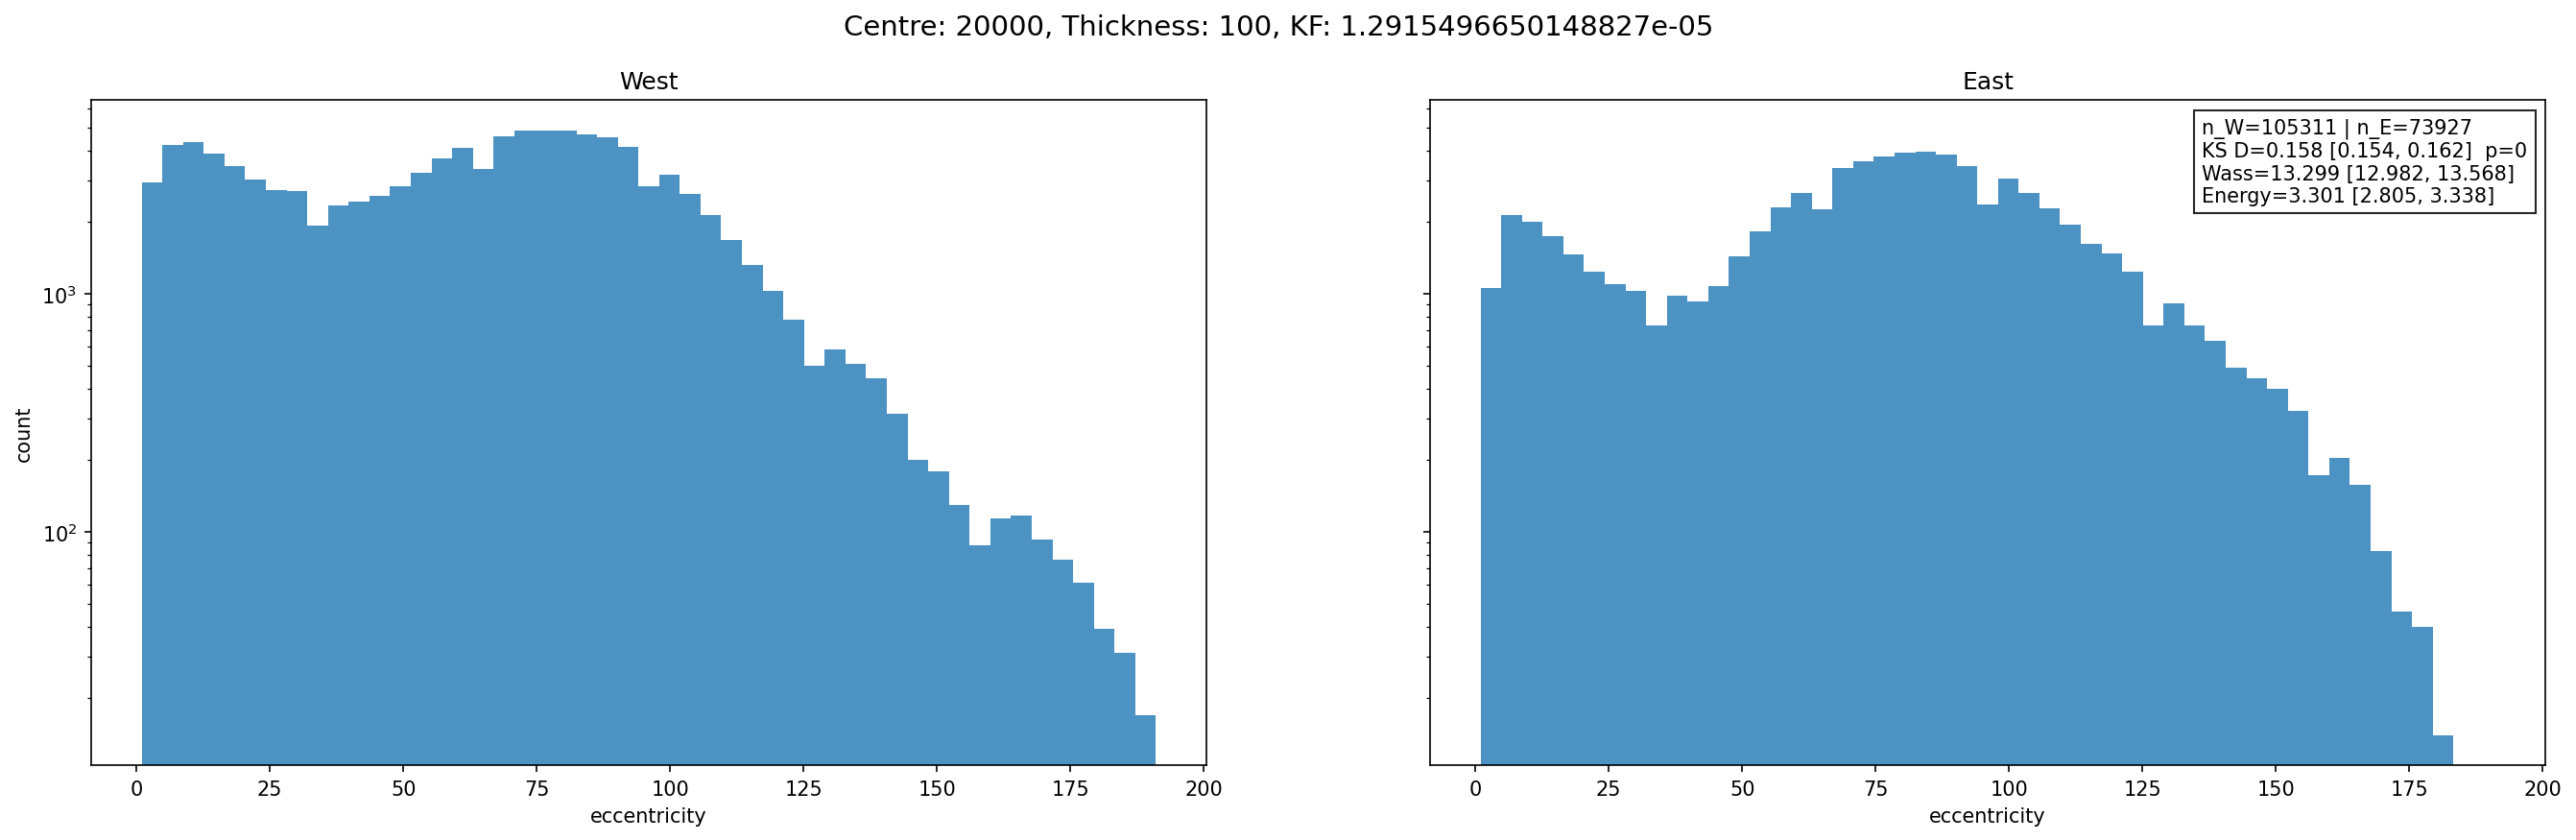 Centre: 20000, Thickness: 100, KF: 1.2915496650148827e-05
West
East
n_W=105311 | n_E=73927
KS D=0.158 [0.154, 0.162]  p=0
Wass=13.299 [12.982, 13.568]
Energy=3.301 [2.805, 3.338]
10³
10²
count
0 25 50 75 100 125 150 175 200
0 25 50 75 100 125 150 175 200
eccentricity
eccentricity